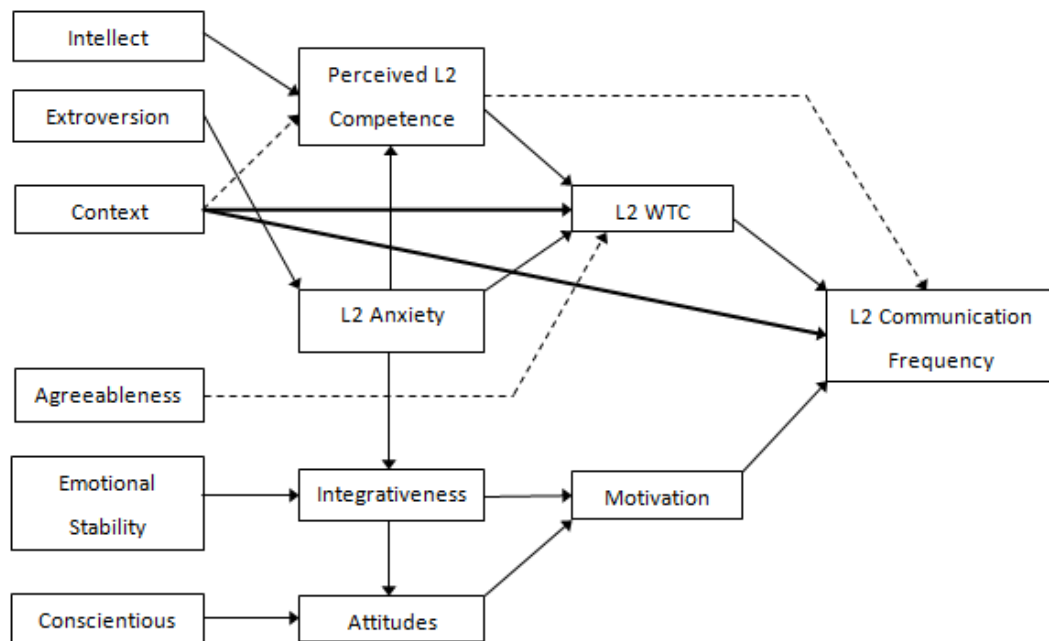 Intellect
Extroversion
Context
Agreeableness
Emotional
Stability
Conscientious
Perceived L2
Competence
L2 Anxiety
Integrativeness
Attitudes
L2 WTC
Motivation
L2 Communication
Frequency